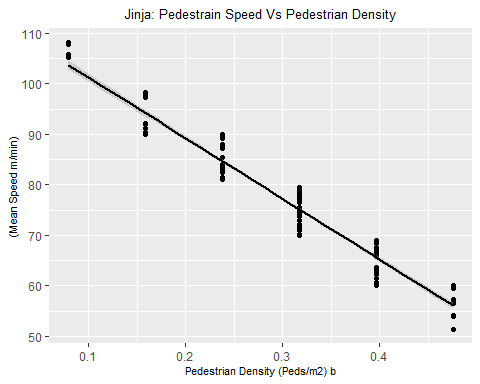 Jinja: Pedestrain Speed Vs Pedestrian Density
110
100
90
80
70
60
50
(Mean Speed m/min)
0.1 0.2 0.3 0.4
Pedestrian Density (Peds/m2) b